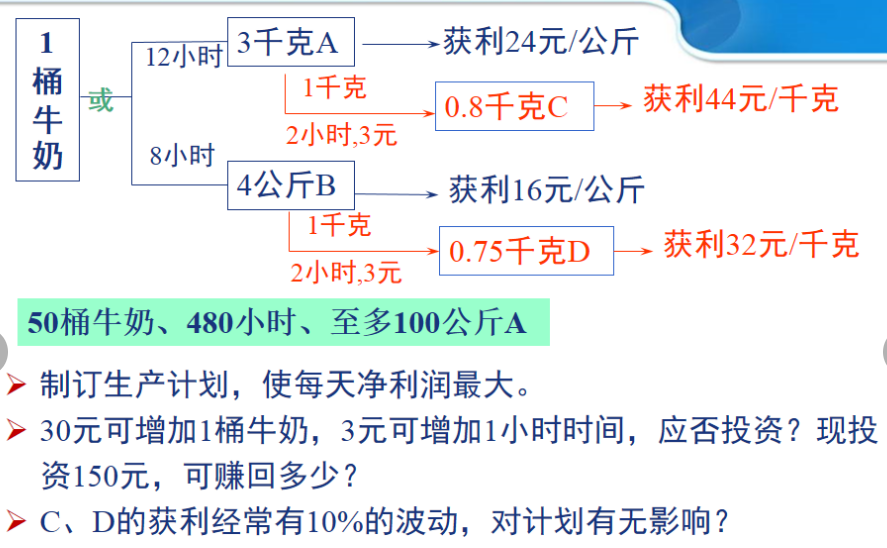 1
桶
牛
奶
或
12小时
3千克A
获利24元/公斤
1千克
2小时,3元
0.8千克C
获利44元/千克
8小时
4公斤B
获利16元/公斤
1千克
2小时,3元
0.75千克D
获利32元/千克
50桶牛奶、480小时、至多100公斤A
制订生产计划，使每天净利润最大。
30元可增加1桶牛奶，3元可增加1小时时间，应否投资？现投
资150元，可赚回多少？
C、D的获利经常有10%的波动，对计划有无影响？